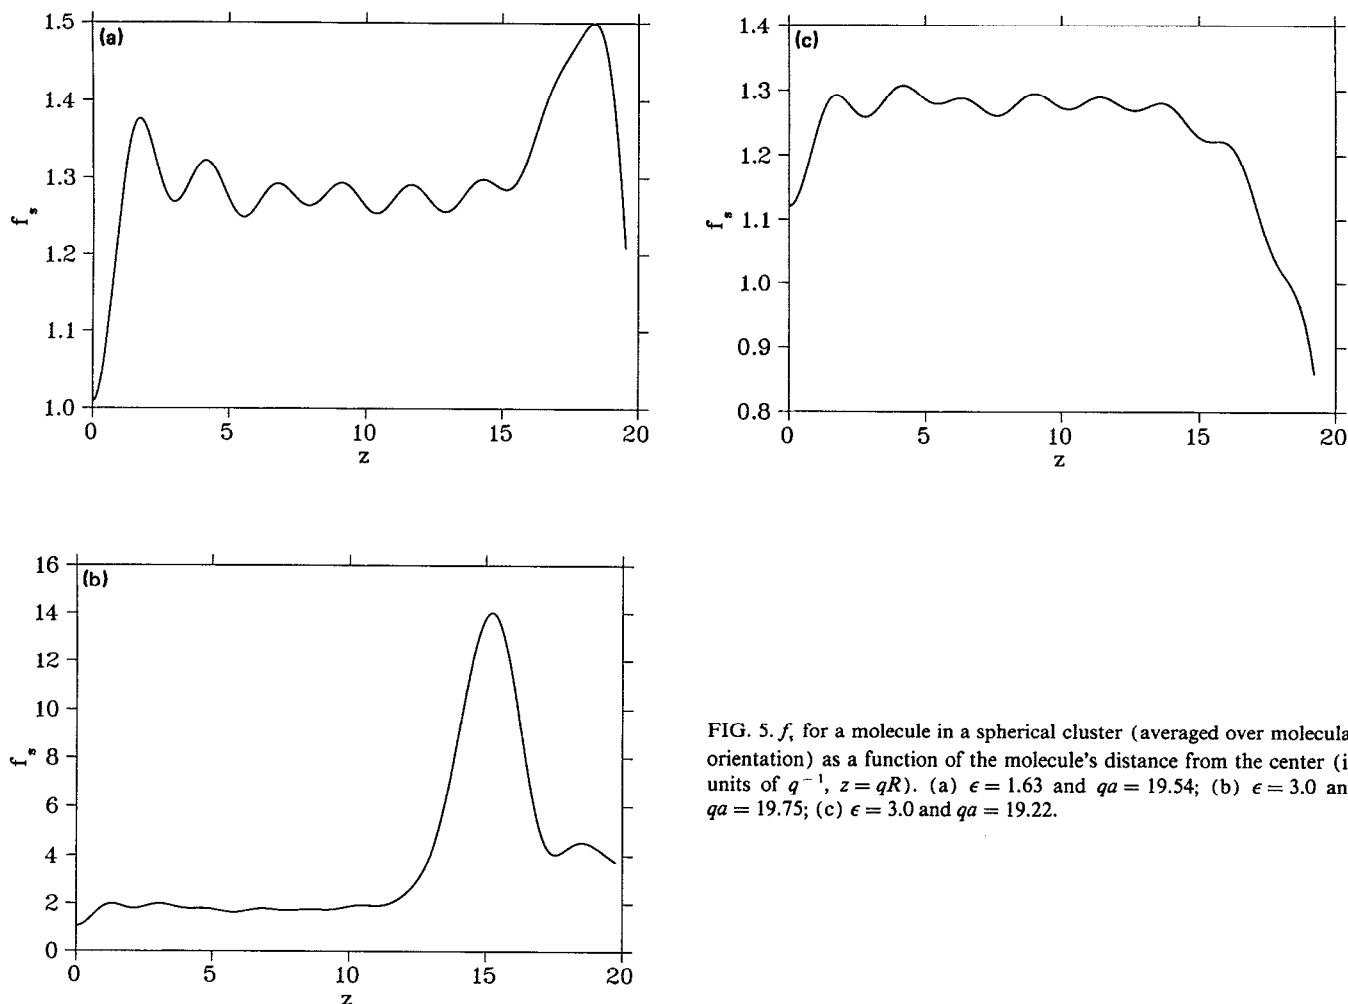 (a)
1.5
1.4
1.3
1.2
1.1
1.0
f_s
0 5 10 15 20
z
(c)
1.4
1.3
1.2
1.1
1.0
0.9
0.8
f_s
0 5 10 15 20
z
(b)
16
14
12
10
8
6
4
2
0
f_s
0 5 10 15 20
z
FIG. 5. f_s for a molecule in a spherical cluster (averaged over molecula
orientation) as a function of the molecule's distance from the center (i
units of q⁻¹, z = qR). (a) ϵ = 1.63 and qa = 19.54; (b) ϵ = 3.0 an
qa = 19.75; (c) ϵ = 3.0 and qa = 19.22.